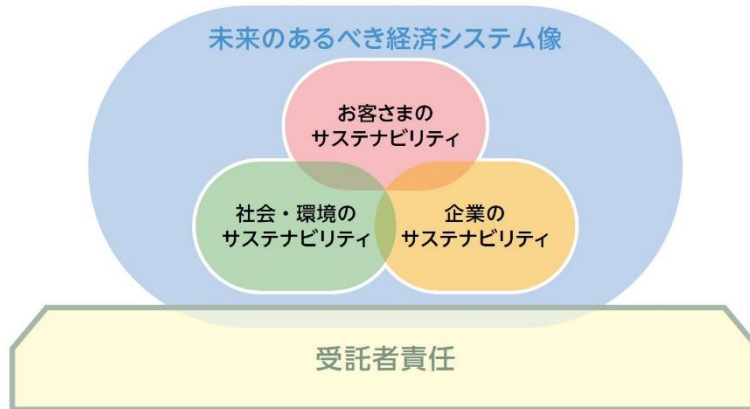 未来のあるべき経済システム像
お客さまの
サステナビリティ
社会・環境の
サステナビリティ
企業の
サステナビリティ
受託者責任